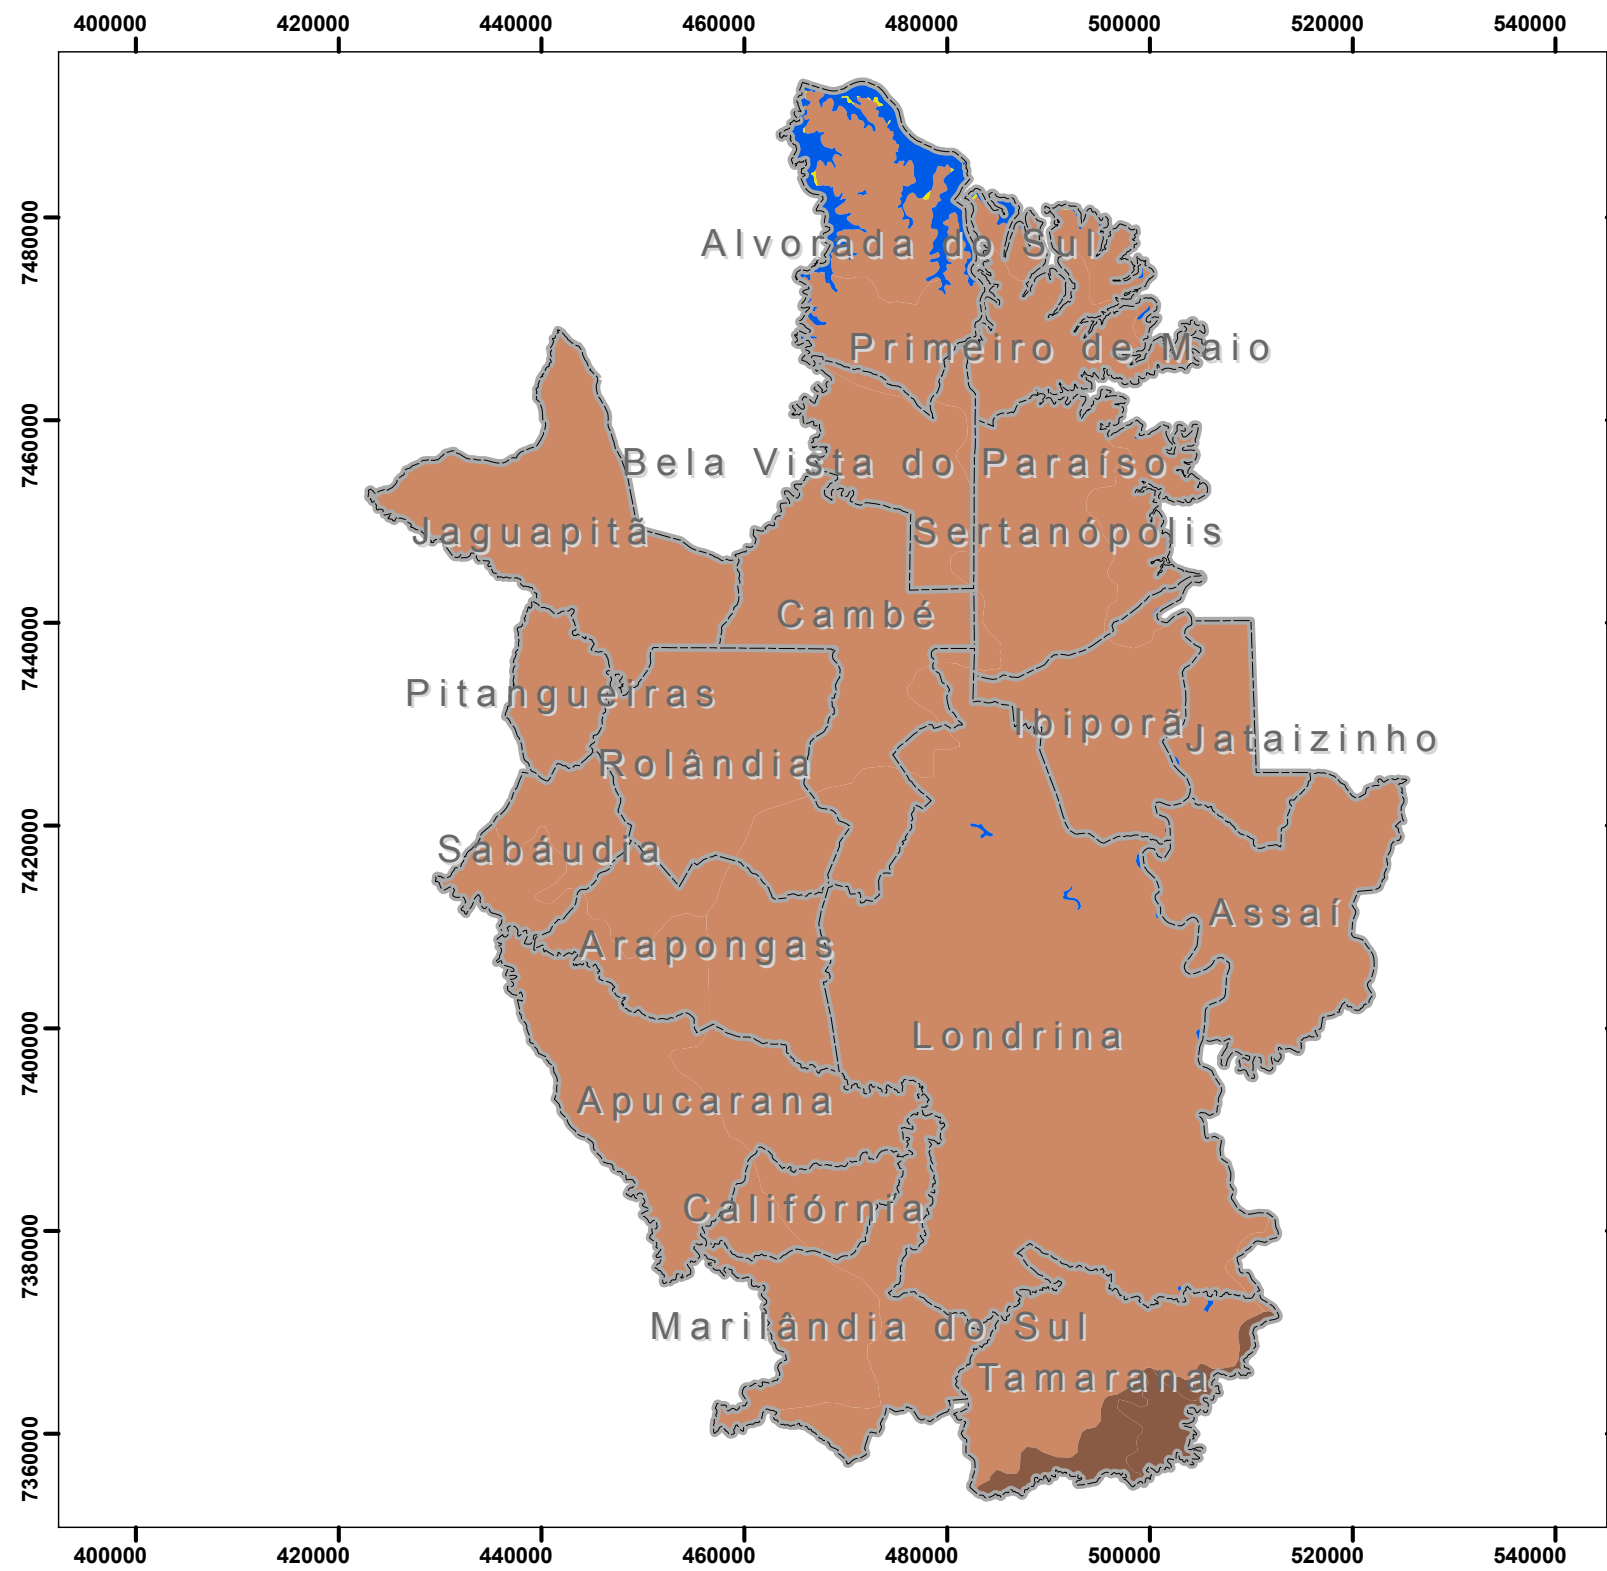 400000 420000 440000 460000 480000 500000 520000 540000
7480000
Alvorada do Sul
Primeiro de Maio
7460000
Bela Vista do Paraíso
Jaguapitã
Sertanópolis
7440000
Cambé
Pitangueiras
Ibiporã
Jataizinho
Rolândia
7420000
Sabáudia
Assaí
Arapongas
7400000
Londrina
Apucarana
7380000
Califórnia
Marilândia do Sul
Tamarana
7360000
400000 420000 440000 460000 480000 500000 520000 540000